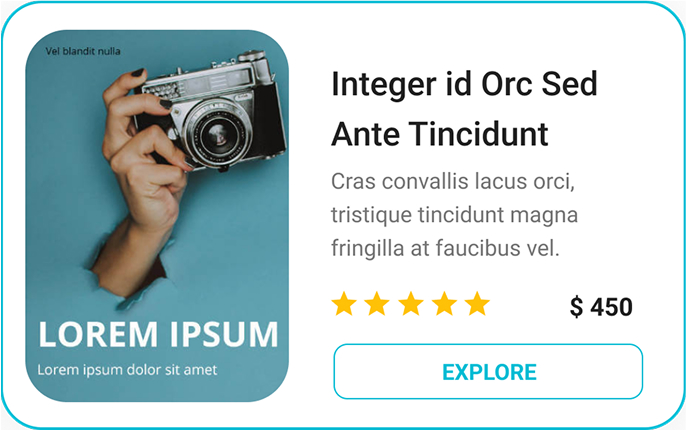 Vel blandit nulla
LOREM IPSUM
Lorem ipsum dolor sit amet
Integer id Orc Sed
Ante Tincidunt
Cras convallis lacus orci,
tristique tincidunt magna
fringilla at faucibus vel.
$ 450
EXPLORE